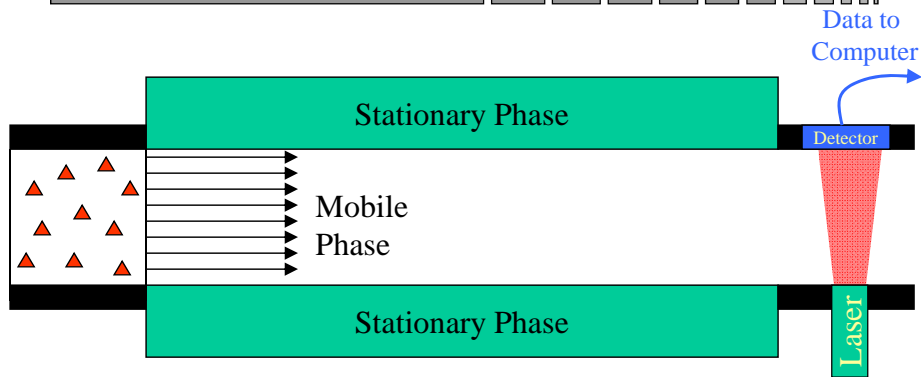 Data to
Computer
Stationary Phase
Detector
Mobile
Phase
Stationary Phase
Laser